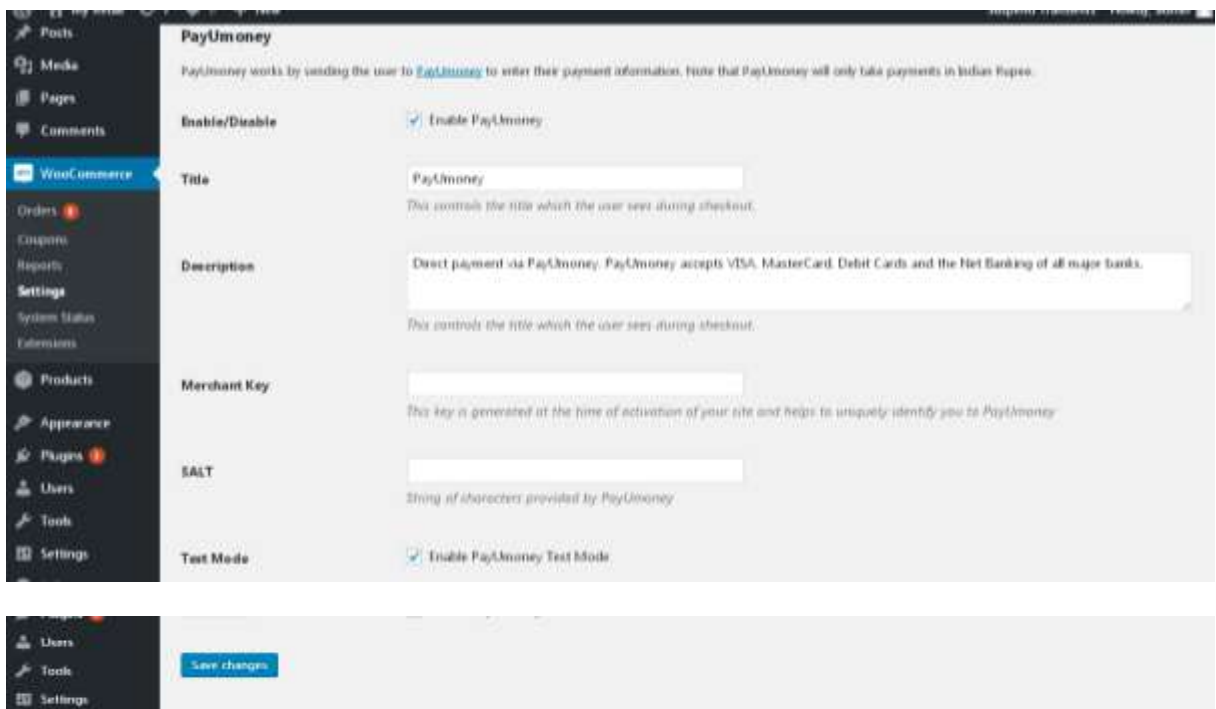 Posts
Media
Pages
Comments
WooCommerce
Orders
Coupons
Reports
Settings
System Status
Extensions
Products
Appearance
Plugins
Users
Tools
Settings
PayUmoney
PayUmoney works by sending the user to PayUmoney to enter their payment information. Note that PayUmoney will only take payments in Indian Rupee.
Enable/Disable
Enable PayUmoney
Title
PayUmoney
This controls the title which the user sees during checkout.
Description
Direct payment via PayUmoney. PayUmoney accepts VISA, MasterCard, Debit Cards and the Net Banking of all major banks.
This controls the title which the user sees during checkout.
Merchant Key
This key is generated at the time of activation of your site and helps to uniquely identify you to PayUmoney
SALT
String of characters provided by PayUmoney
Test Mode
Enable PayUmoney Test Mode
Users
Tools
Settings
Save changes